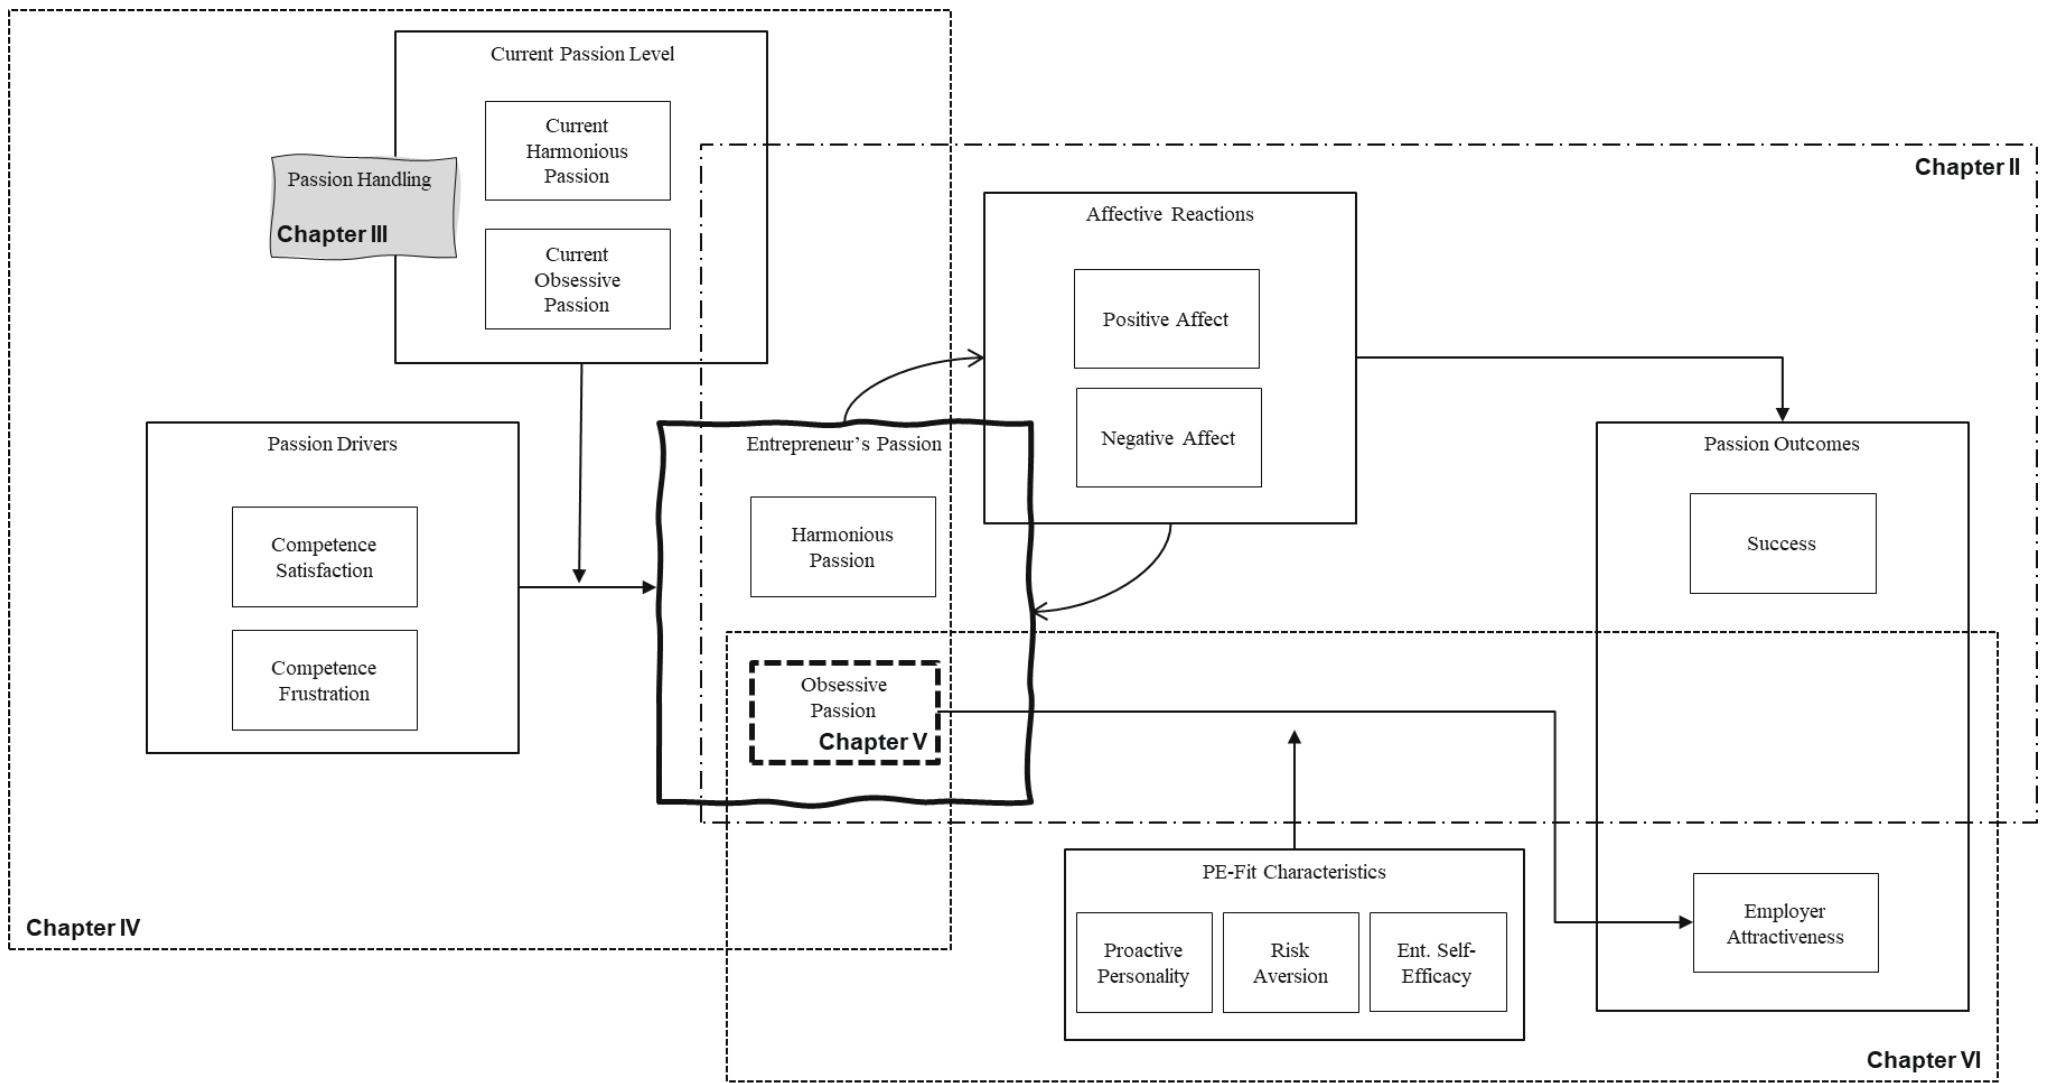 Current Passion Level
Current
Harmonious
Passion
Current
Obsessive
Passion
Passion Handling
Chapter III
Chapter II
Affective Reactions
Positive Affect
Negative Affect
Passion Drivers
Competence
Satisfaction
Competence
Frustration
Entrepreneur’s Passion
Harmonious
Passion
Obsessive
Passion
Chapter V
Passion Outcomes
Success
Employer
Attractiveness
PE-Fit Characteristics
Proactive
Personality
Risk
Aversion
Ent. Self-
Efficacy
Chapter IV
Chapter VI